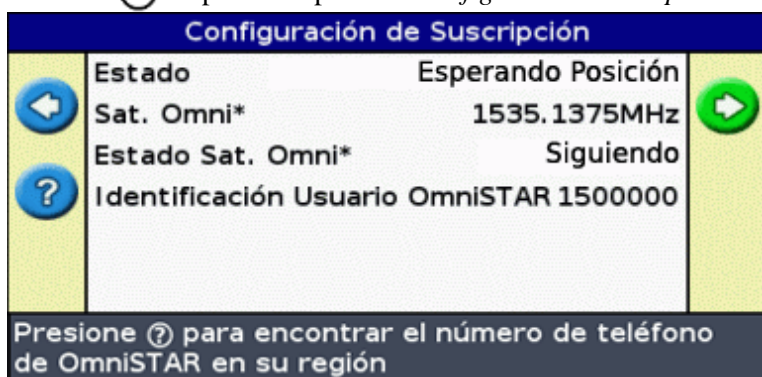 Configuración de Suscripción
Estado Esperando Posición
Sat. Omni* 1535.1375MHz
Estado Sat. Omni* Siguiendo
Identificación Usuario OmniSTAR 1500000
?
Presione ? para encontrar el número de teléfono
de OmniSTAR en su región